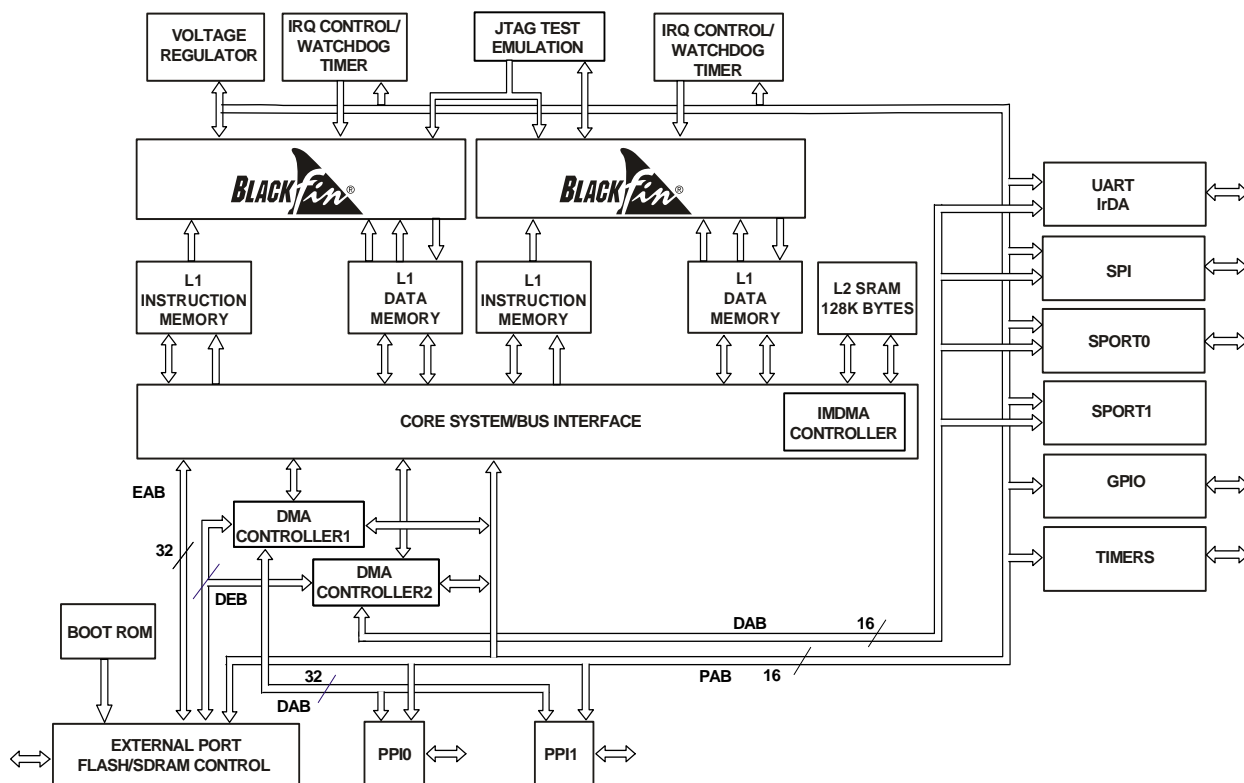 VOLTAGE
REGULATOR
IRQ CONTROL/
WATCHDOG
TIMER
JTAG TEST
EMULATION
IRQ CONTROL/
WATCHDOG
TIMER
BLACKfin®
BLACKfin®
L1
INSTRUCTION
MEMORY
L1
DATA
MEMORY
L1
INSTRUCTION
MEMORY
L1
DATA
MEMORY
L2 SRAM
128K BYTES
CORE SYSTEM/BUS INTERFACE
IMDMA
CONTROLLER
UART
IrDA
SPI
SPORT0
SPORT1
GPIO
TIMERS
EAB
32
DMA
CONTROLLER1
DMA
CONTROLLER2
DEB
BOOT ROM
DAB
16
PAB
16
32
DAB
EXTERNAL PORT
FLASH/SDRAM CONTROL
PPI0
PPI1